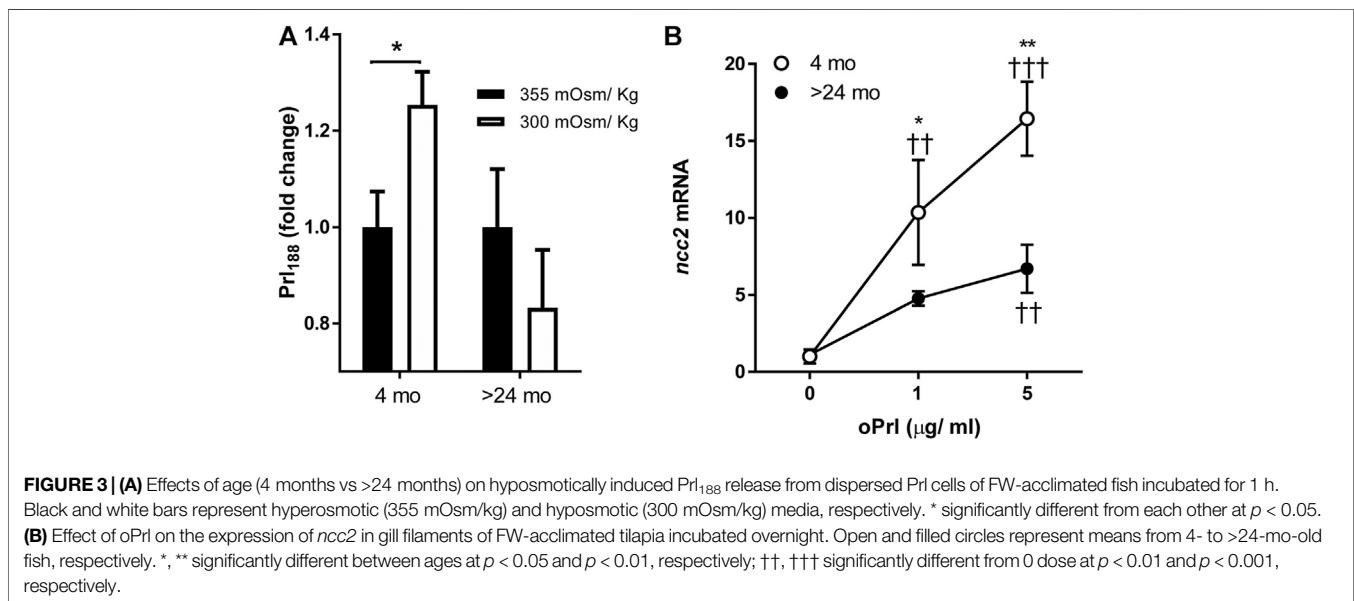 A
1.4
1.2
1.0
0.8
Prl188 (fold change)
*
355 mOsm/ Kg
300 mOsm/ Kg
4 mo
>24 mo
B
20
15
10
5
0
ncc2 mRNA
4 mo
>24 mo
*
††
**
†††
††
0
1
5
oPrl (μg/ ml)
FIGURE 3 | (A) Effects of age (4 months vs >24 months) on hyposmotically induced Prl188 release from dispersed Prl cells of FW-acclimated fish incubated for 1 h.
Black and white bars represent hyperosmotic (355 mOsm/kg) and hyposmotic (300 mOsm/kg) media, respectively. * significantly different from each other at p < 0.05.
(B) Effect of oPrl on the expression of ncc2 in gill filaments of FW-acclimated tilapia incubated overnight. Open and filled circles represent means from 4- to >24-mo-old
fish, respectively. *, ** significantly different between ages at p < 0.05 and p < 0.01, respectively; ††, ††† significantly different from 0 dose at p < 0.01 and p < 0.001,
respectively.